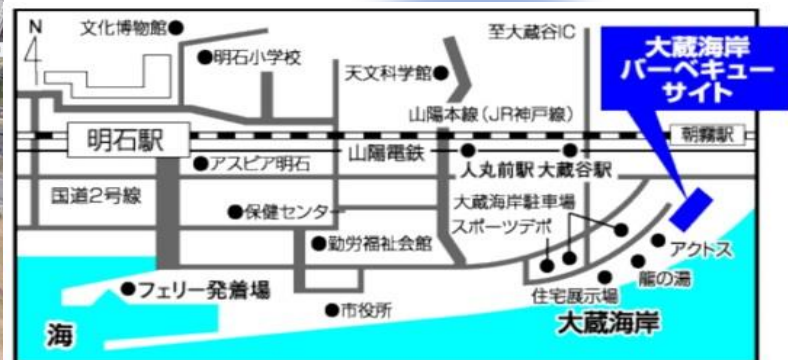 N
文化博物館
至大蔵谷IC
明石小学校
天文科学館
大蔵海岸
バーベキュー
サイト
山陽本線(JR神戸線)
明石駅
朝霧駅
山陽電鉄
人丸前駅
大蔵谷駅
アスピア明石
国道2号線
大蔵海岸駐車場
保健センター
スポーツデポ
勤労福祉会館
アクトス
龍の湯
フェリー発着場
住宅展示場
市役所
大蔵海岸
海